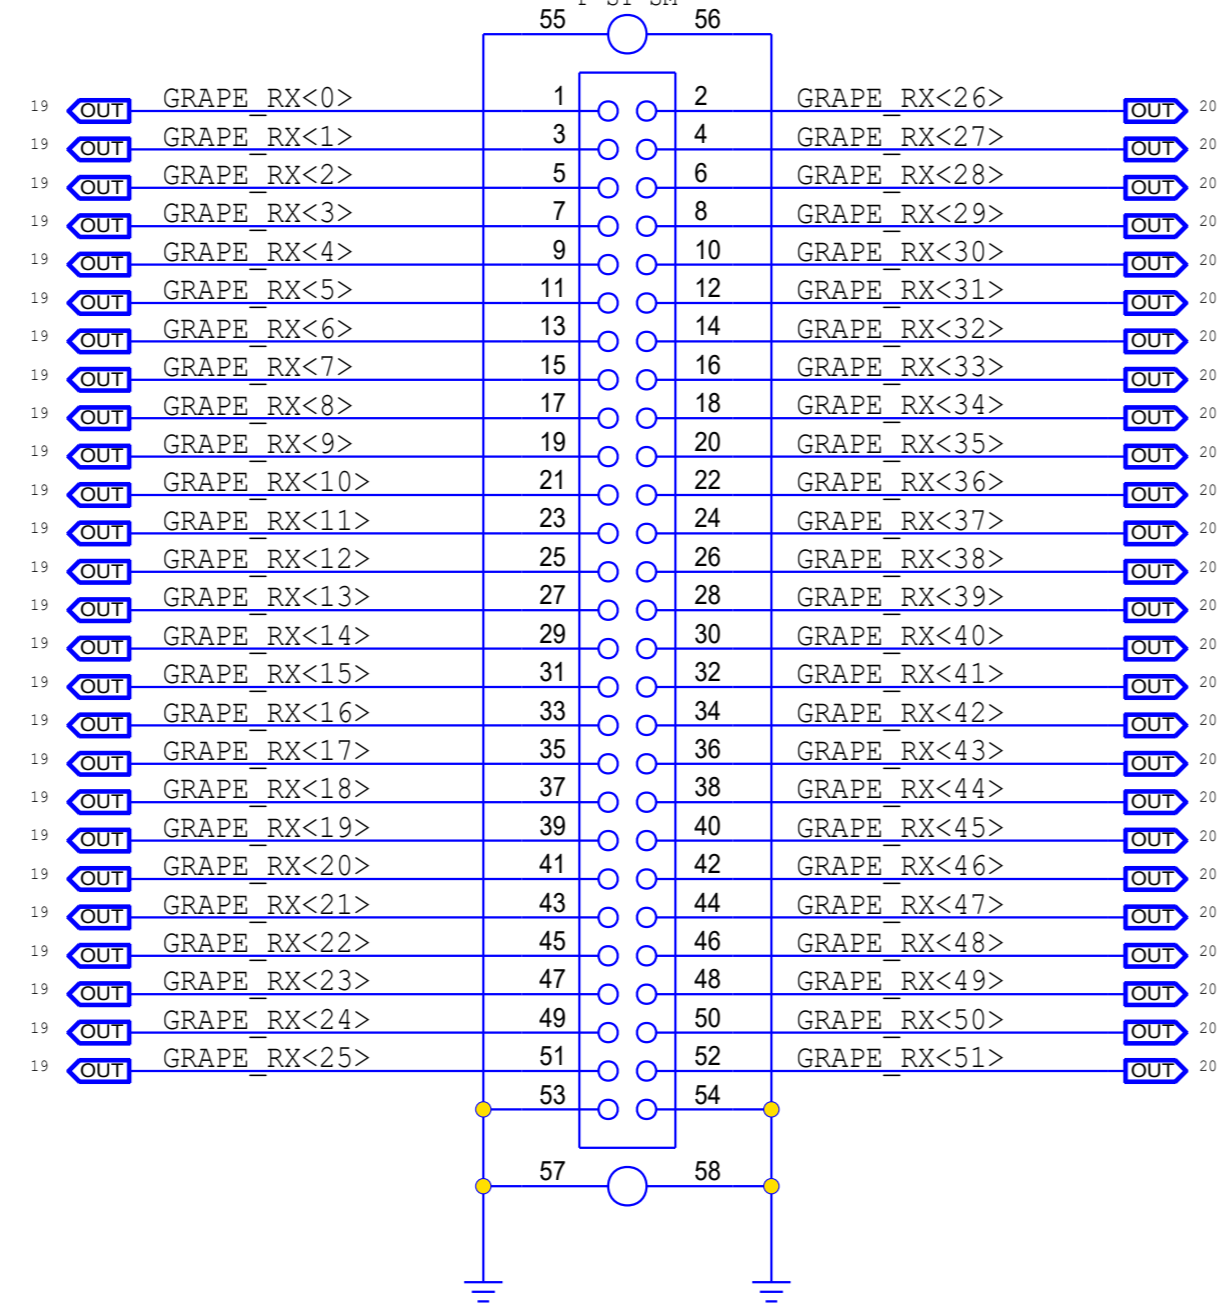 55 56
19 OUT GRAPE_RX<0> 1 2 GRAPE_RX<26> OUT 20
19 OUT GRAPE_RX<1> 3 4 GRAPE_RX<27> OUT 20
19 OUT GRAPE_RX<2> 5 6 GRAPE_RX<28> OUT 20
19 OUT GRAPE_RX<3> 7 8 GRAPE_RX<29> OUT 20
19 OUT GRAPE_RX<4> 9 10 GRAPE_RX<30> OUT 20
19 OUT GRAPE_RX<5> 11 12 GRAPE_RX<31> OUT 20
19 OUT GRAPE_RX<6> 13 14 GRAPE_RX<32> OUT 20
19 OUT GRAPE_RX<7> 15 16 GRAPE_RX<33> OUT 20
19 OUT GRAPE_RX<8> 17 18 GRAPE_RX<34> OUT 20
19 OUT GRAPE_RX<9> 19 20 GRAPE_RX<35> OUT 20
19 OUT GRAPE_RX<10> 21 22 GRAPE_RX<36> OUT 20
19 OUT GRAPE_RX<11> 23 24 GRAPE_RX<37> OUT 20
19 OUT GRAPE_RX<12> 25 26 GRAPE_RX<38> OUT 20
19 OUT GRAPE_RX<13> 27 28 GRAPE_RX<39> OUT 20
19 OUT GRAPE_RX<14> 29 30 GRAPE_RX<40> OUT 20
19 OUT GRAPE_RX<15> 31 32 GRAPE_RX<41> OUT 20
19 OUT GRAPE_RX<16> 33 34 GRAPE_RX<42> OUT 20
19 OUT GRAPE_RX<17> 35 36 GRAPE_RX<43> OUT 20
19 OUT GRAPE_RX<18> 37 38 GRAPE_RX<44> OUT 20
19 OUT GRAPE_RX<19> 39 40 GRAPE_RX<45> OUT 20
19 OUT GRAPE_RX<20> 41 42 GRAPE_RX<46> OUT 20
19 OUT GRAPE_RX<21> 43 44 GRAPE_RX<47> OUT 20
19 OUT GRAPE_RX<22> 45 46 GRAPE_RX<48> OUT 20
19 OUT GRAPE_RX<23> 47 48 GRAPE_RX<49> OUT 20
19 OUT GRAPE_RX<24> 49 50 GRAPE_RX<50> OUT 20
19 OUT GRAPE_RX<25> 51 52 GRAPE_RX<51> OUT 20
53 54
57 58